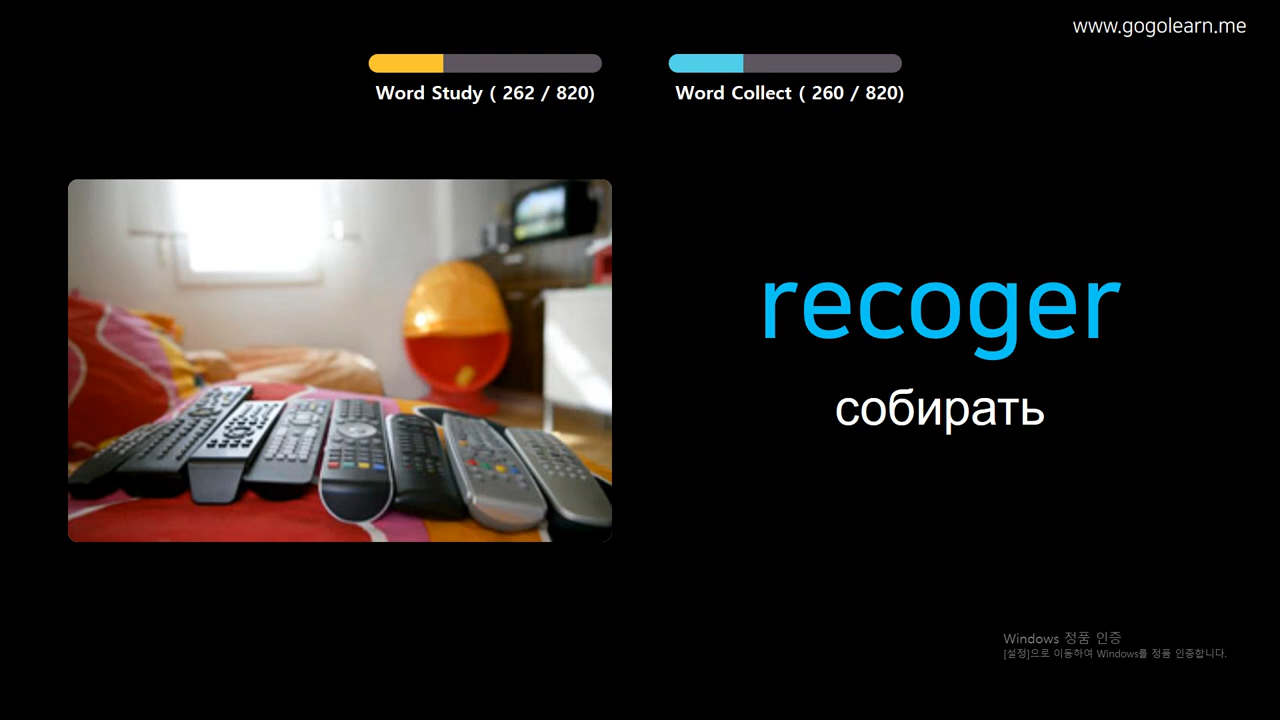 www.gogolearn.me
Word Study ( 262 / 820)
Word Collect ( 260 / 820)
recoger
собирать
Windows 정품 인증
[설정]으로 이동하여 Windows를 정품 인증합니다.